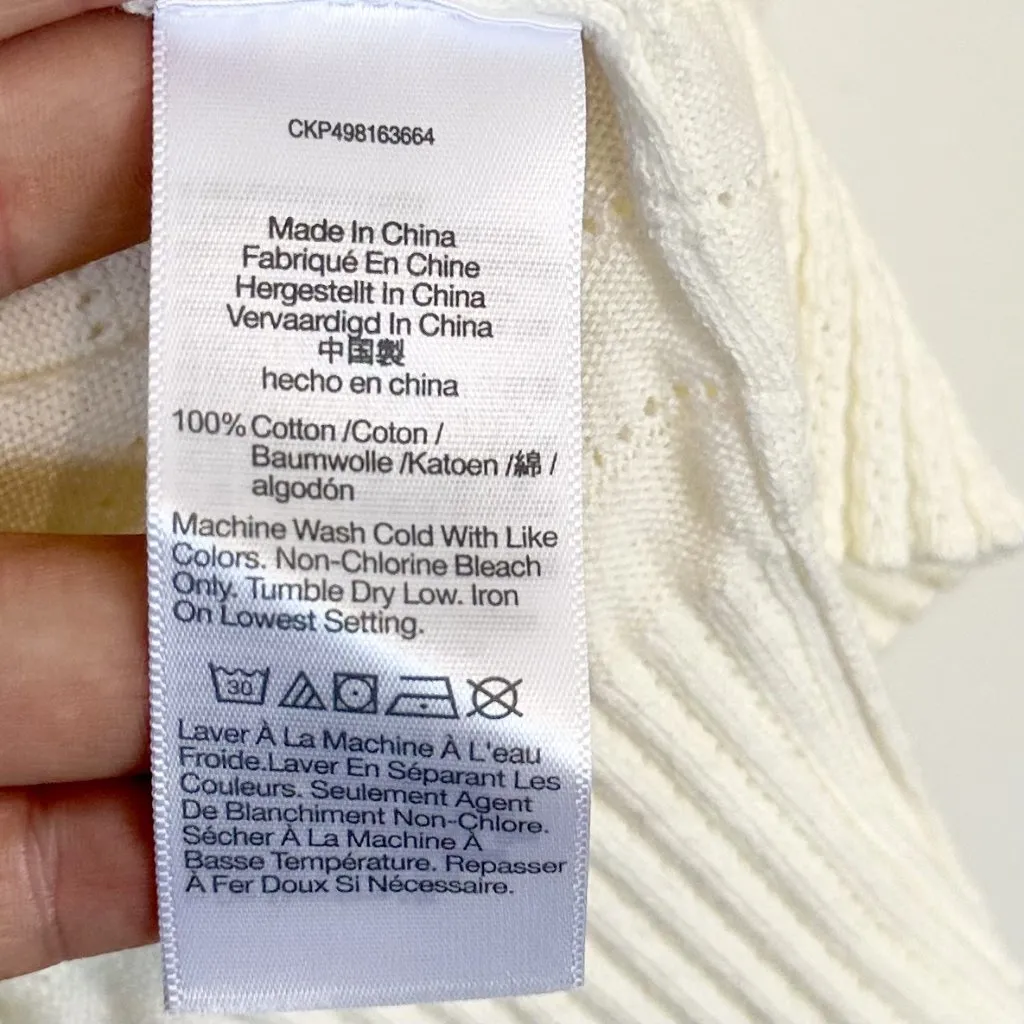 CKP498163664
Made In China
Fabriqué En Chine
Hergestellt In China
Vervaardigd In China
中国製
hecho en china
100% Cotton /Coton /
Baumwolle /Katoen /綿 /
algodón
Machine Wash Cold With Like
Colors. Non-Chlorine Bleach
Only. Tumble Dry Low. Iron
On Lowest Setting.
30
Laver À La Machine À L'eau
Froide.Laver En Séparant Les
Couleurs. Seulement Agent
De Blanchiment Non-Chlore.
Sécher À La Machine À
Basse Température. Repasser
À Fer Doux Si Nécessaire.